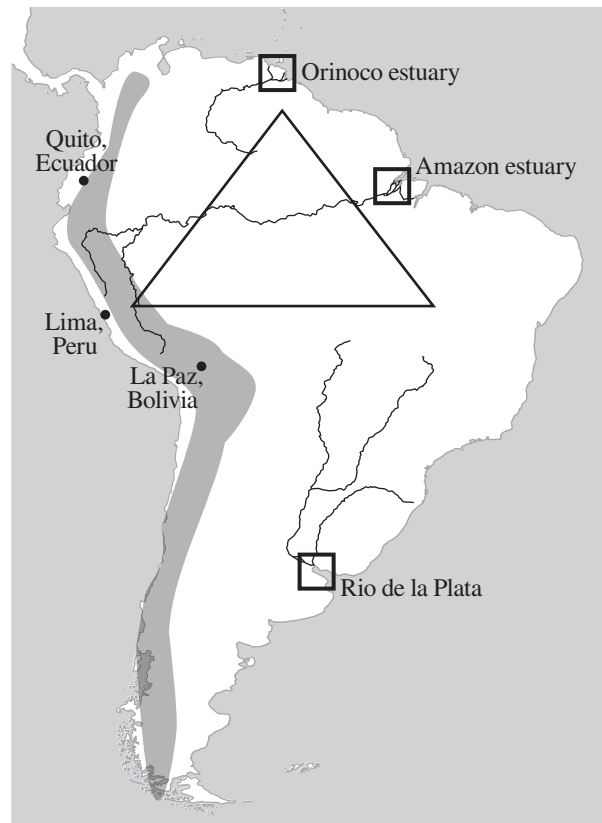 Orinoco estuary
Quito,
Ecuador
Amazon estuary
Lima,
Peru
La Paz,
Bolivia
Rio de la Plata